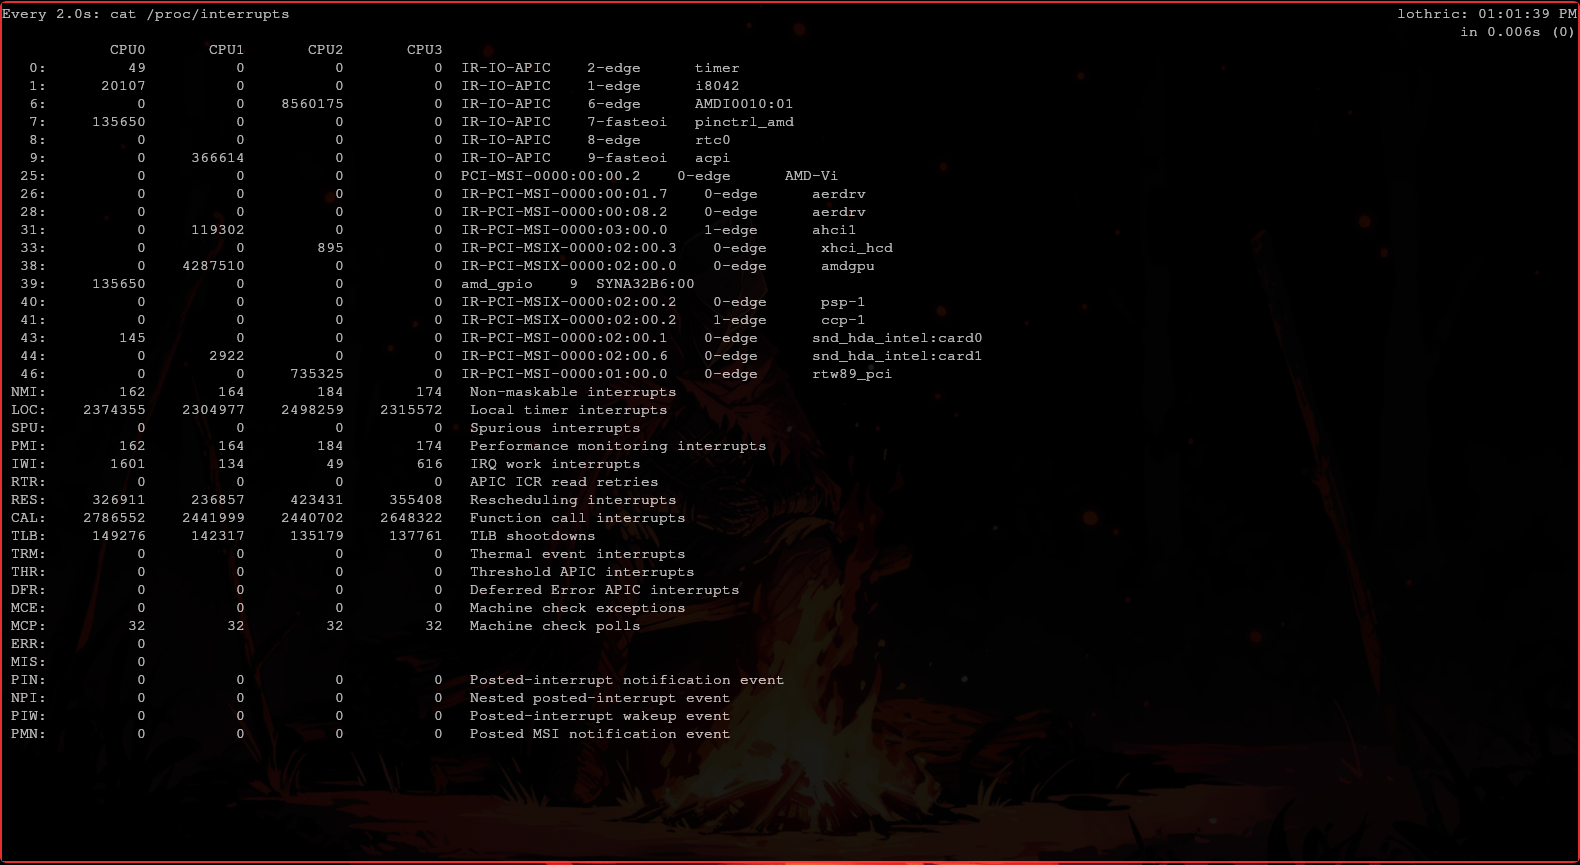 Every 2.0s: cat /proc/interrupts lothric: 01:01:39 PM
in 0.006s (0)
CPU0 CPU1 CPU2 CPU3
0: 49 0 0 0 IR-IO-APIC 2-edge timer
1: 20107 0 0 0 IR-IO-APIC 1-edge i8042
6: 0 0 8560175 0 IR-IO-APIC 6-edge AMDI0010:01
7: 135650 0 0 0 IR-IO-APIC 7-fasteoi pinctrl_amd
8: 0 0 0 0 IR-IO-APIC 8-edge rtc0
9: 0 366614 0 0 IR-IO-APIC 9-fasteoi acpi
25: 0 0 0 0 PCI-MSI-0000:00:00.2 0-edge AMD-Vi
26: 0 0 0 0 IR-PCI-MSI-0000:00:01.7 0-edge aerdrv
28: 0 0 0 0 IR-PCI-MSI-0000:00:08.2 0-edge aerdrv
31: 0 119302 0 0 IR-PCI-MSI-0000:03:00.0 1-edge ahci1
33: 0 0 895 0 IR-PCI-MSIX-0000:02:00.3 0-edge xhci_hcd
38: 0 4287510 0 0 IR-PCI-MSIX-0000:02:00.0 0-edge amdgpu
39: 135650 0 0 0 amd_gpio 9 SYNA32B6:00
40: 0 0 0 0 IR-PCI-MSIX-0000:02:00.2 0-edge psp-1
41: 0 0 0 0 IR-PCI-MSIX-0000:02:00.2 1-edge ccp-1
43: 145 0 0 0 IR-PCI-MSI-0000:02:00.1 0-edge snd_hda_intel:card0
44: 0 2922 0 0 IR-PCI-MSI-0000:02:00.6 0-edge snd_hda_intel:card1
46: 0 0 735325 0 IR-PCI-MSI-0000:01:00.0 0-edge rtw89_pci
NMI: 162 164 184 174 Non-maskable interrupts
LOC: 2374355 2304977 2498259 2315572 Local timer interrupts
SPU: 0 0 0 0 Spurious interrupts
PMI: 162 164 184 174 Performance monitoring interrupts
IWI: 1601 134 49 616 IRQ work interrupts
RTR: 0 0 0 0 APIC ICR read retries
RES: 326911 236857 423431 355408 Rescheduling interrupts
CAL: 2786552 2441999 2440702 2648322 Function call interrupts
TLB: 149276 142317 135179 137761 TLB shootdowns
TRM: 0 0 0 0 Thermal event interrupts
THR: 0 0 0 0 Threshold APIC interrupts
DFR: 0 0 0 0 Deferred Error APIC interrupts
MCE: 0 0 0 0 Machine check exceptions
MCP: 32 32 32 32 Machine check polls
ERR: 0
MIS: 0
PIN: 0 0 0 0 Posted-interrupt notification event
NPI: 0 0 0 0 Nested posted-interrupt event
PIW: 0 0 0 0 Posted-interrupt wakeup event
PMN: 0 0 0 0 Posted MSI notification event